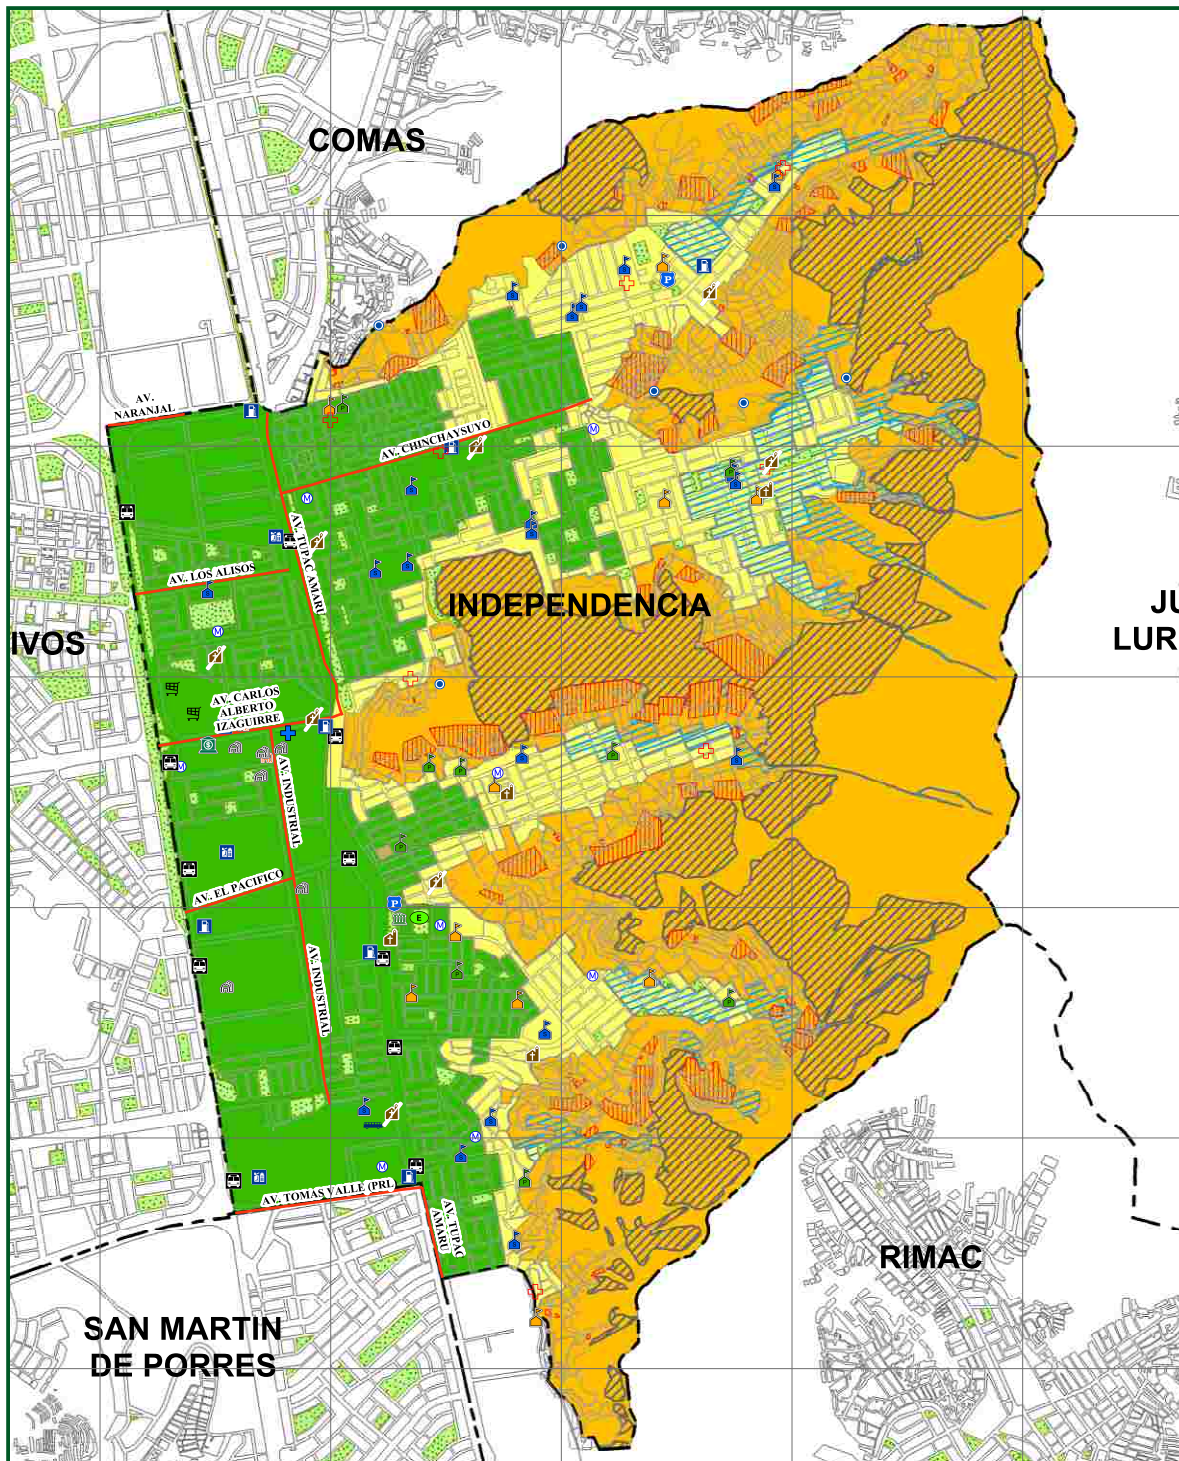 COMAS
AV.
NARANJAL
AV. CHINCHAYSUYO
AV. TUPAC AMARU
AV. LOS ALISOS
INDEPENDENCIA
JU
LUR
IVOS
AV. CARLOS
ALBERTO
IZAGUIRRE
AV. INDUSTRIAL
AV. EL PACIFICO
AV. INDUSTRIAL
AV. TOMAS VALLE (PRL)
AV. TUPAC
AMARU
RIMAC
SAN MARTIN
DE PORRES